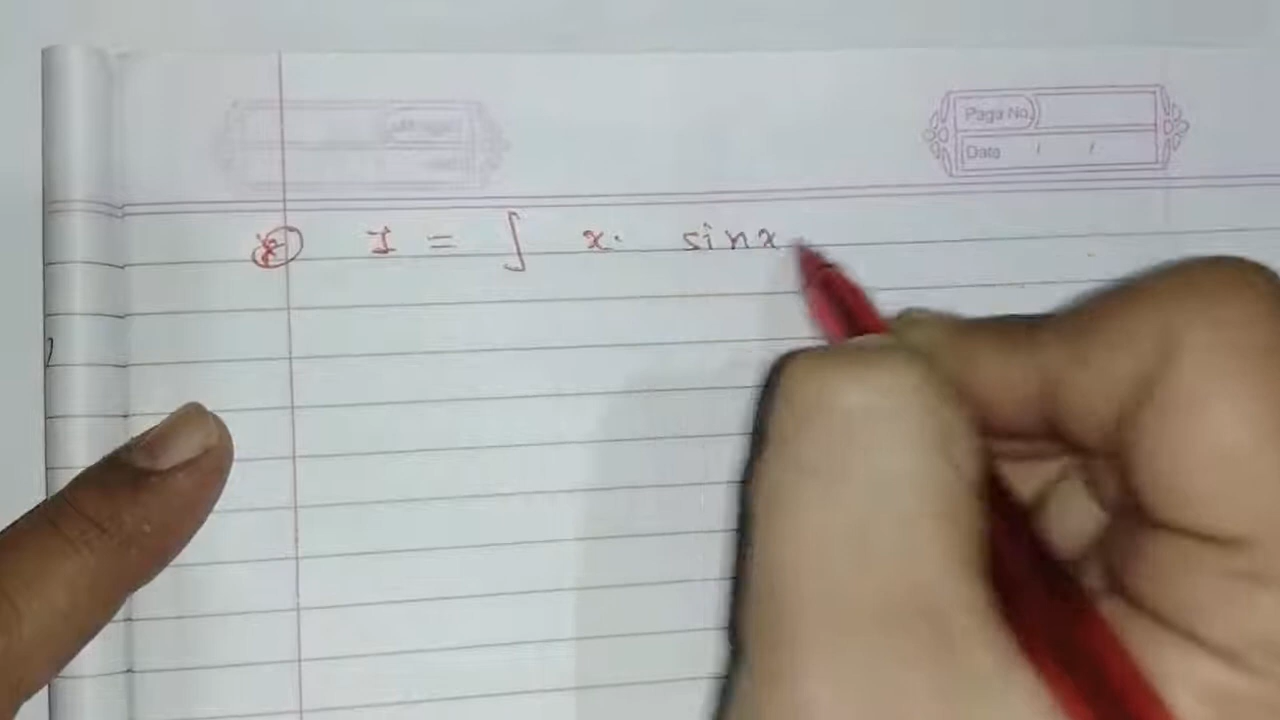 Page No.
Date / /
* I = ∫ x. sinx